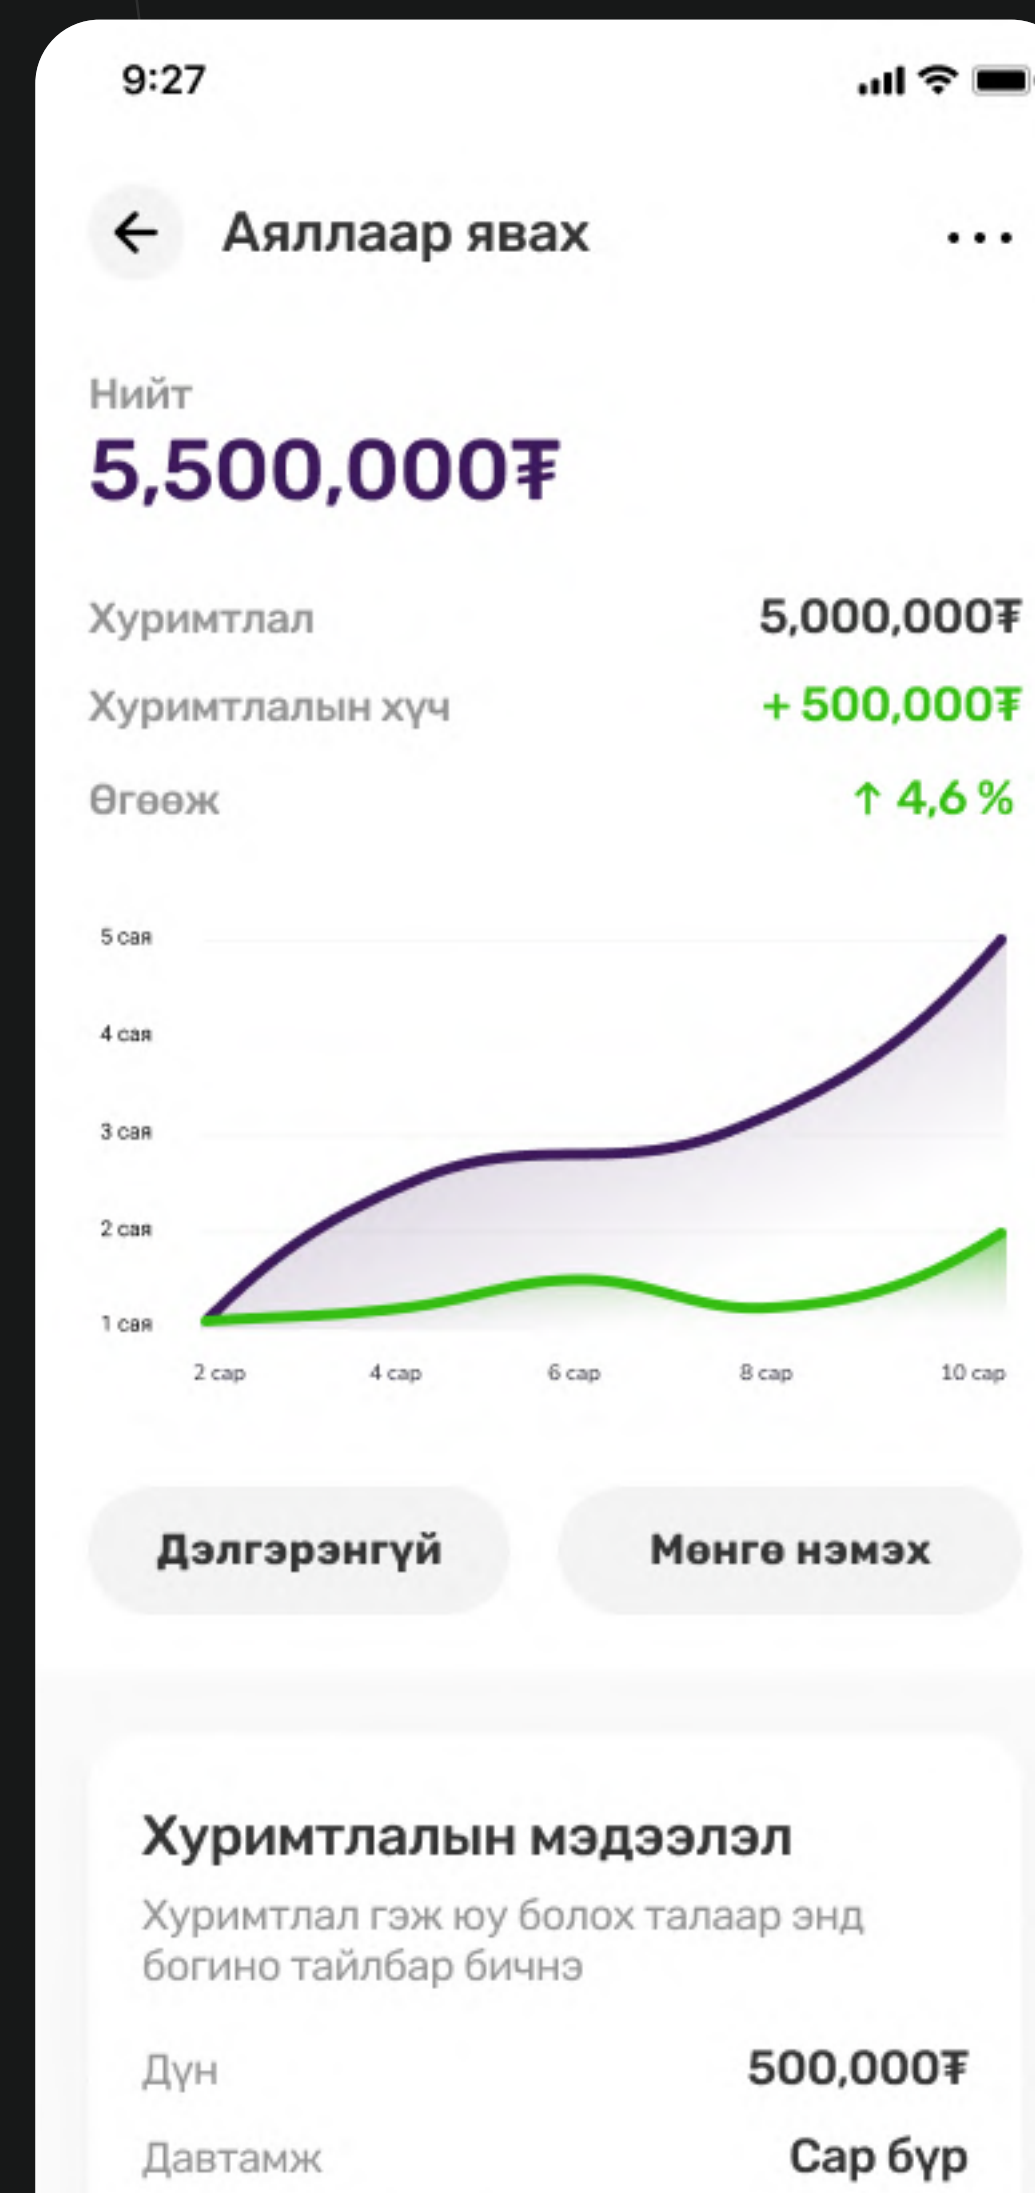 9:27
Аяллаар явах
Нийт
5,500,000₮
Хуримтлал 5,000,000₮
Хуримтлалын хүч + 500,000₮
Өгөөж ↑ 4,6 %
5 сая
4 сая
3 сая
2 сая
1 сая
2 сар 4 сар 6 сар 8 сар 10 сар
Дэлгэрэнгүй Мөнгө нэмэх
Хуримтлалын мэдээлэл
Хуримтлал гэж юу болох талаар энд
богино тайлбар бичнэ
Дүн 500,000₮
Давтамж Сар бүр